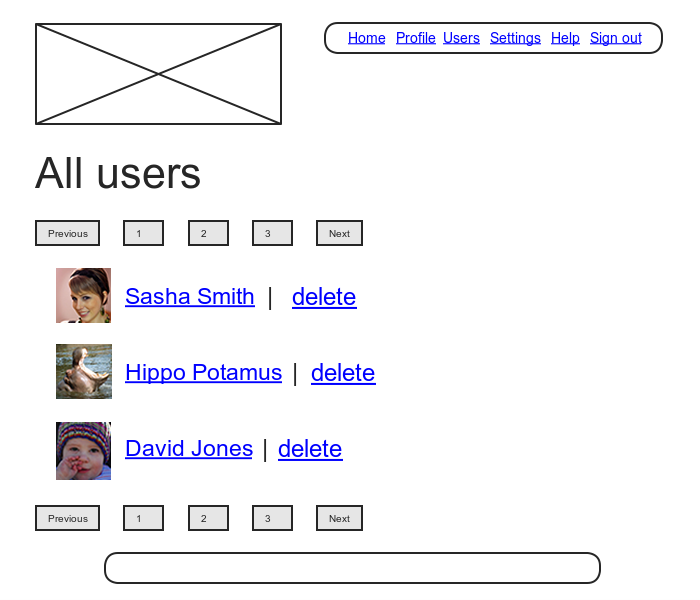 Home Profile Users Settings Help Sign out
All users
Previous 1 2 3 Next
Sasha Smith | delete
Hippo Potamus | delete
David Jones | delete
Previous 1 2 3 Next